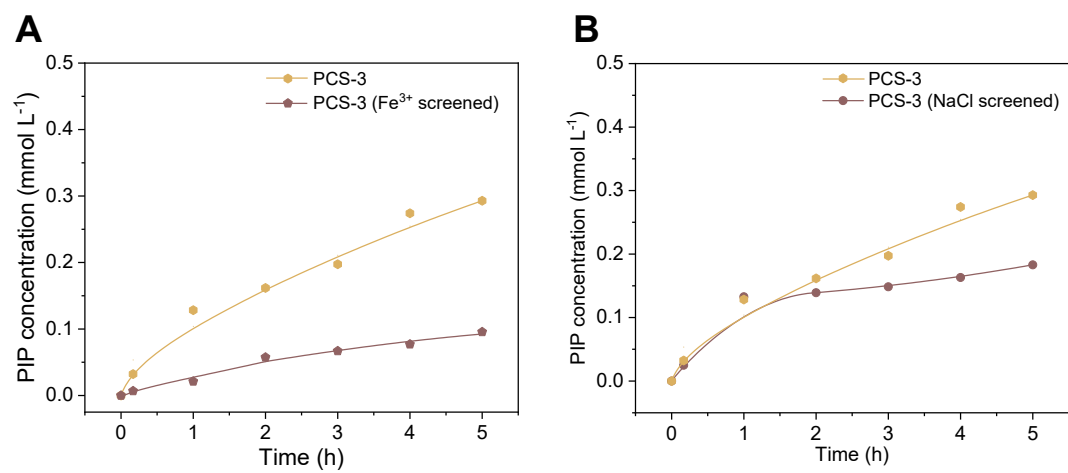 A
PCS-3
PCS-3 (Fe³⁺ screened)
PIP concentration (mmol L⁻¹)
0.5
0.4
0.3
0.2
0.1
0.0
0 1 2 3 4 5
Time (h)
B
PCS-3
PCS-3 (NaCl screened)
PIP concentration (mmol L⁻¹)
0.5
0.4
0.3
0.2
0.1
0.0
0 1 2 3 4 5
Time (h)